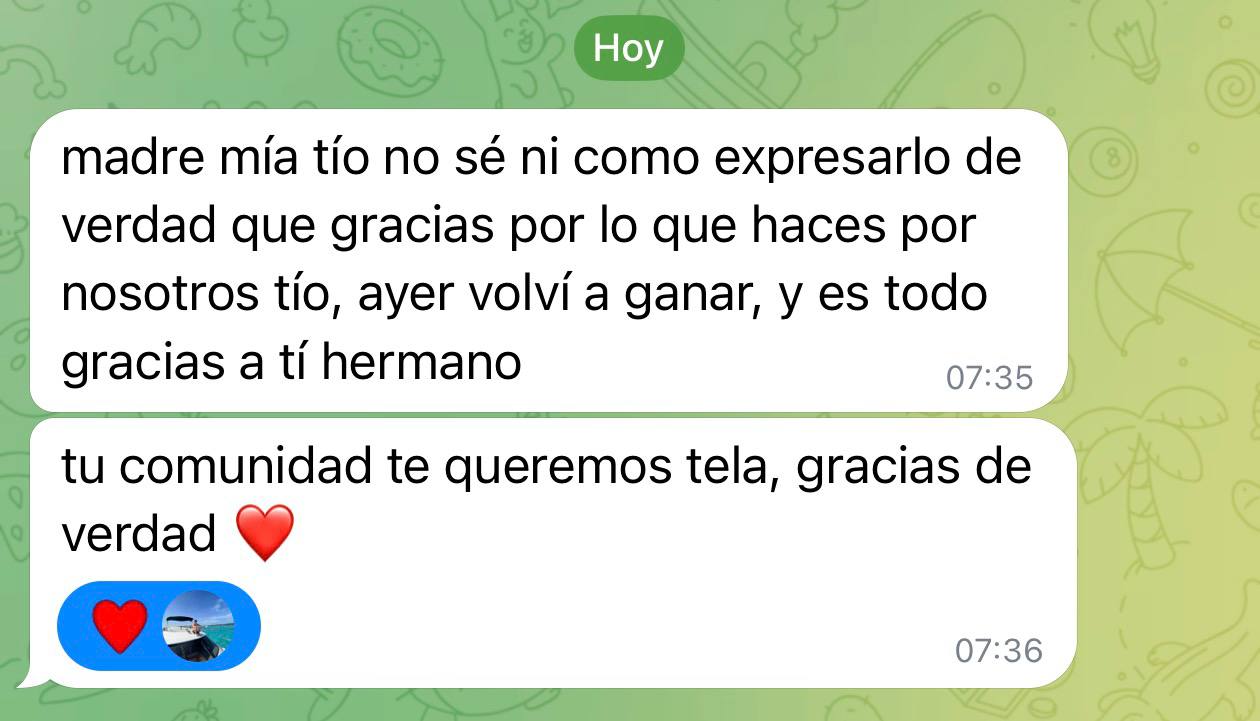 Hoy
madre mía tío no sé ni como expresarlo de
verdad que gracias por lo que haces por
nosotros tío, ayer volví a ganar, y es todo
gracias a tí hermano
07:35
tu comunidad te queremos tela, gracias de
verdad ❤️
07:36